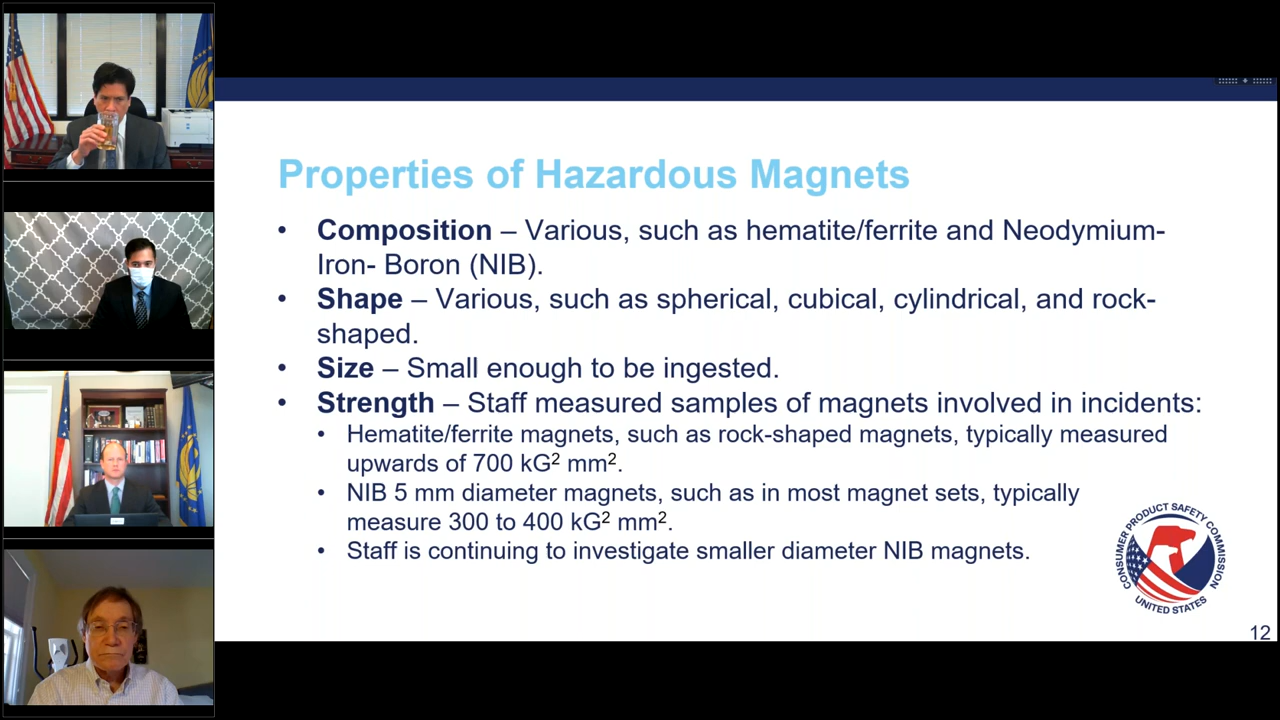 Properties of Hazardous Magnets
• Composition – Various, such as hematite/ferrite and Neodymium-
Iron- Boron (NIB).
• Shape – Various, such as spherical, cubical, cylindrical, and rock-
shaped.
• Size – Small enough to be ingested.
• Strength – Staff measured samples of magnets involved in incidents:
• Hematite/ferrite magnets, such as rock-shaped magnets, typically measured
upwards of 700 kG² mm².
• NIB 5 mm diameter magnets, such as in most magnet sets, typically
measure 300 to 400 kG² mm².
• Staff is continuing to investigate smaller diameter NIB magnets.
CONSUMER PRODUCT SAFETY COMMISSION
UNITED STATES
12